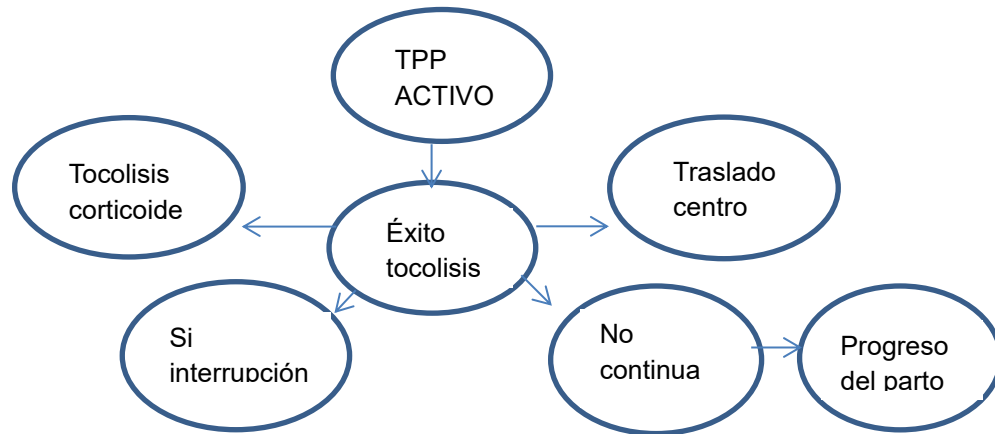 TPP
ACTIVO
Tocolisis
corticoide
Éxito
tocolisis
Traslado
centro
Si
interrupción
No
continua
Progreso
del parto